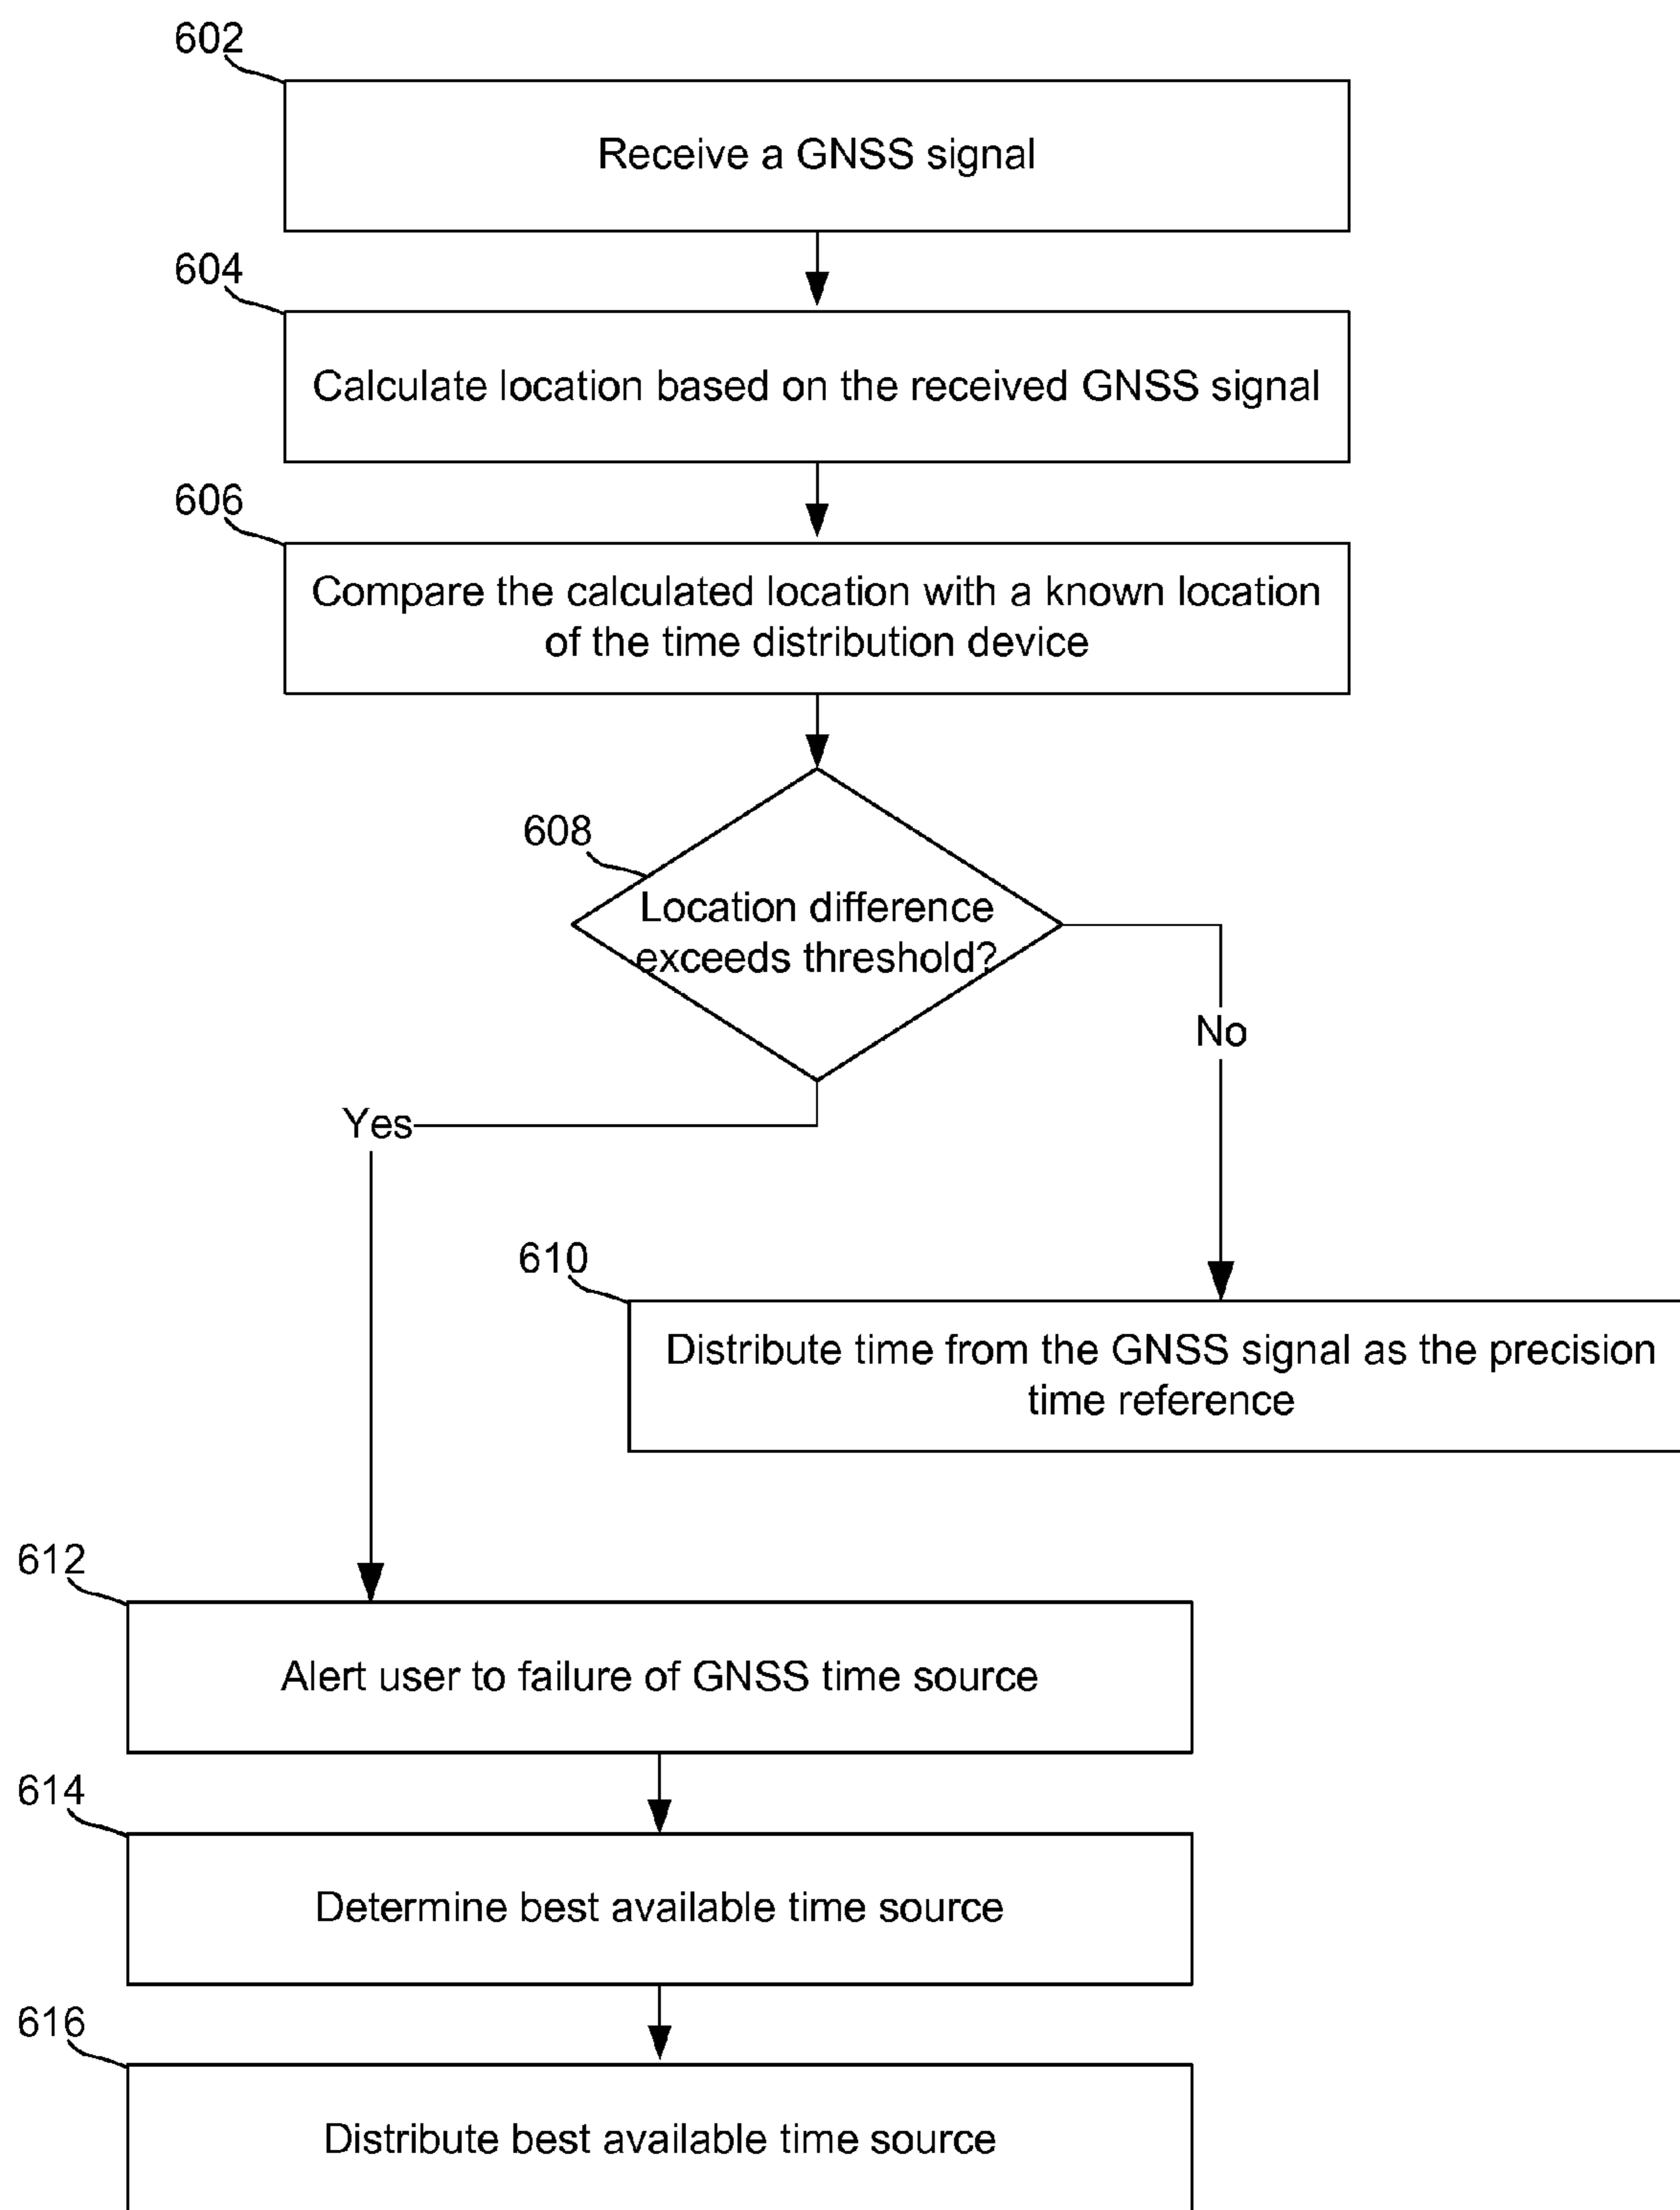 602
Receive a GNSS signal
604
Calculate location based on the received GNSS signal
606
Compare the calculated location with a known location
of the time distribution device
608
Location difference
exceeds threshold?
No
Yes
610
Distribute time from the GNSS signal as the precision
time reference
612
Alert user to failure of GNSS time source
614
Determine best available time source
616
Distribute best available time source